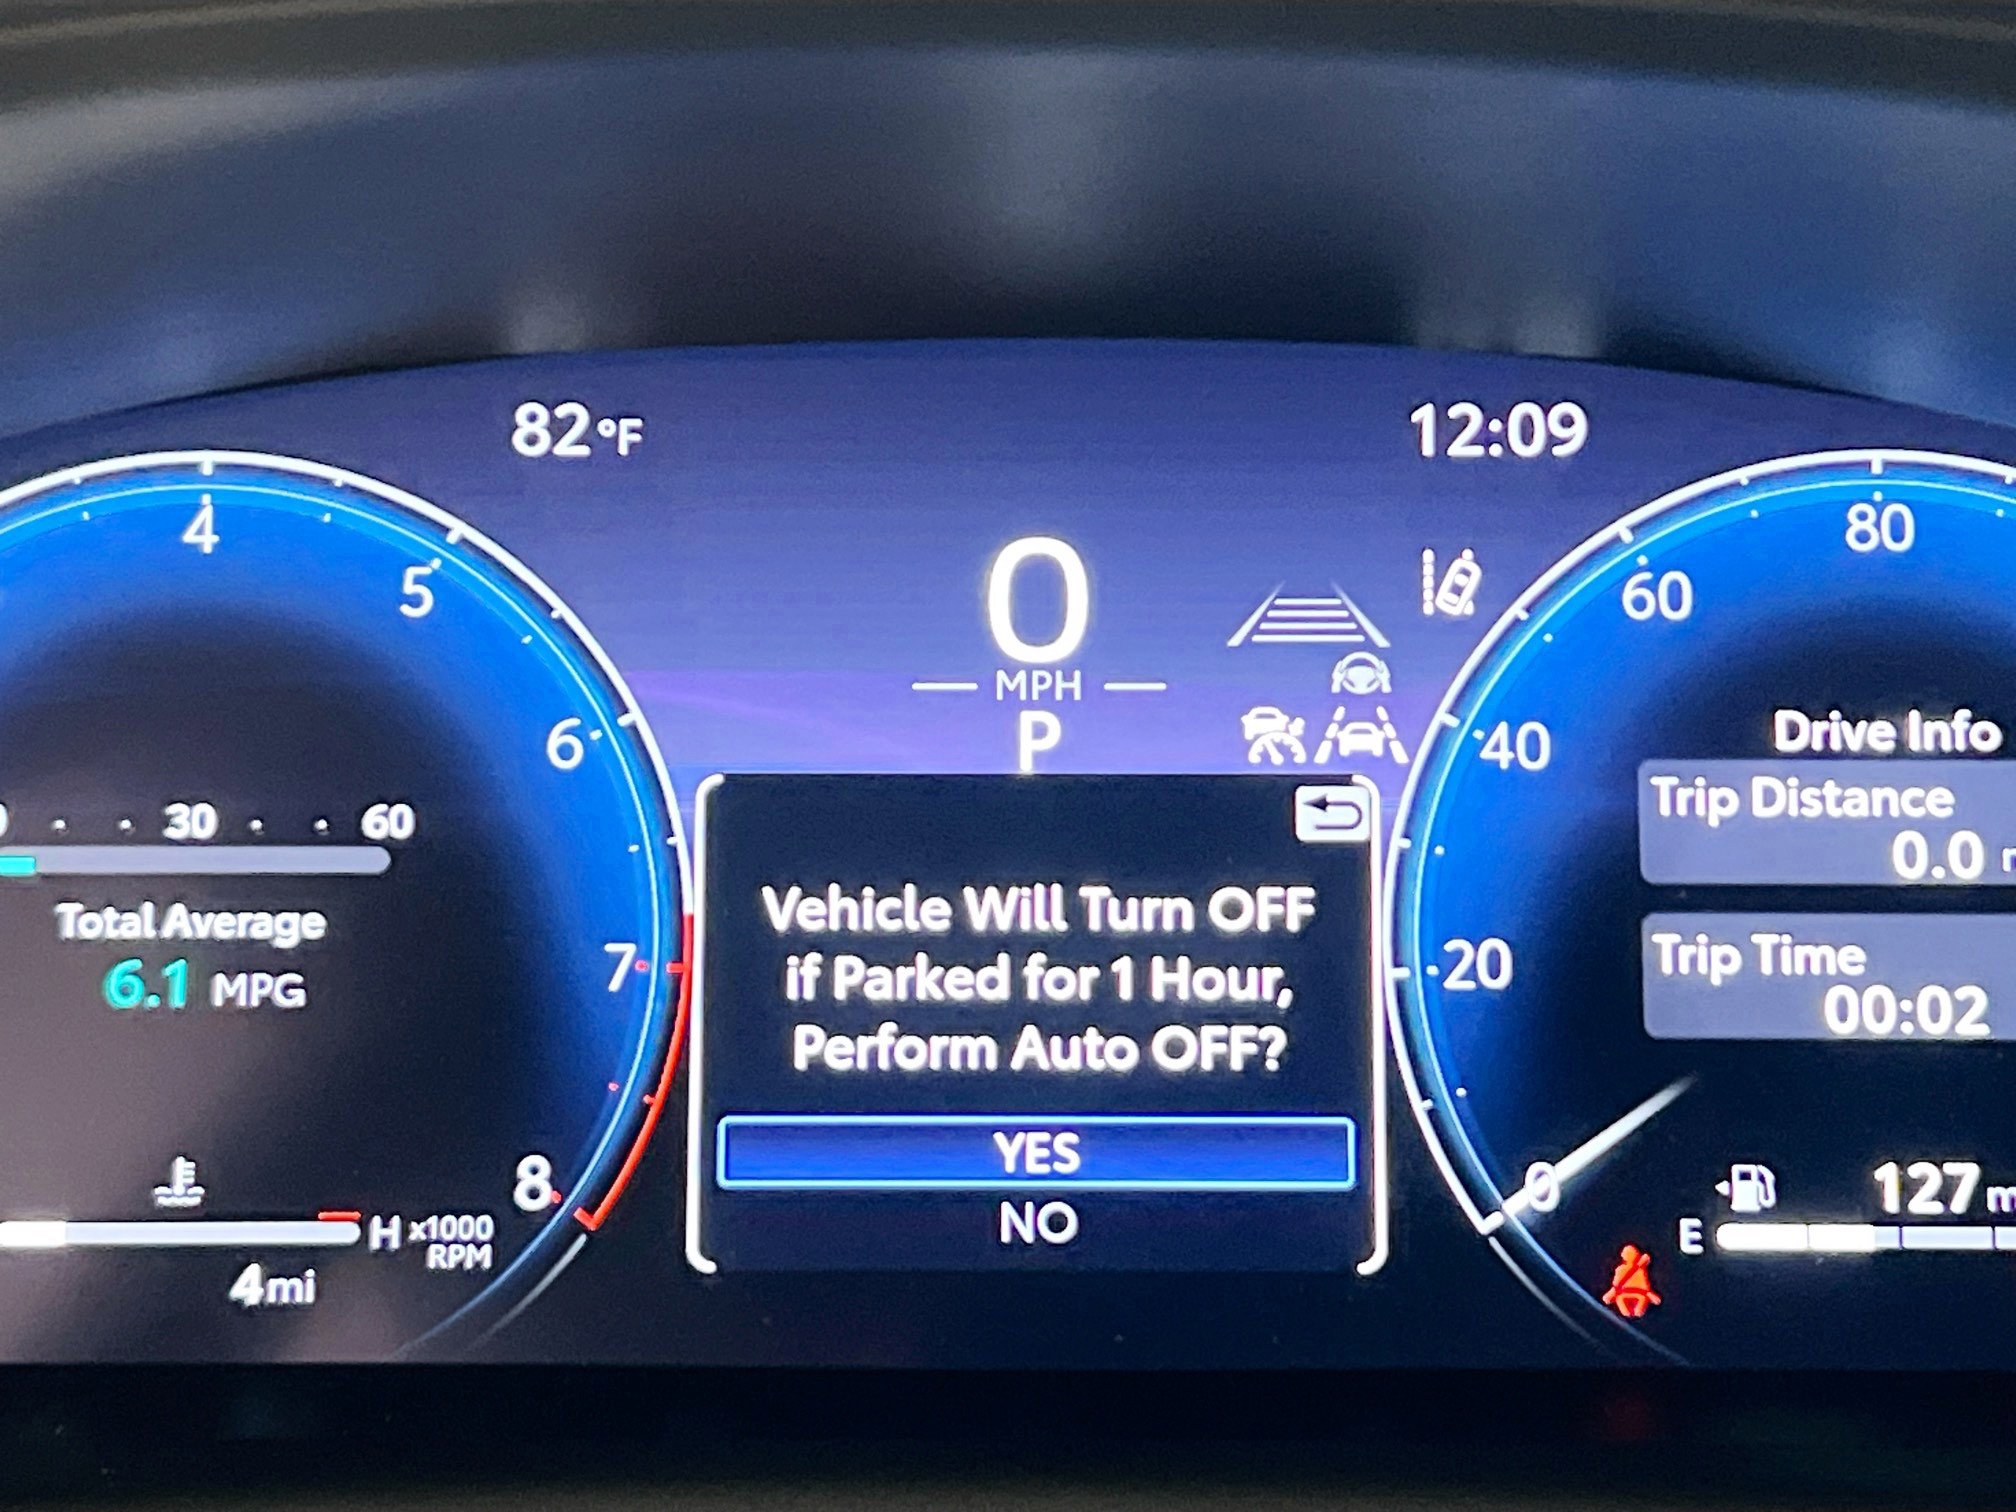 82°F
12:09
4
5
6
7
8
x1000
RPM
30
60
Total Average
6.1 MPG
H
4mi
0
MPH
P
Vehicle Will Turn OFF
if Parked for 1 Hour,
Perform Auto OFF?
YES
NO
80
60
40
20
0
Drive Info
Trip Distance
0.0
Trip Time
00:02
127
E